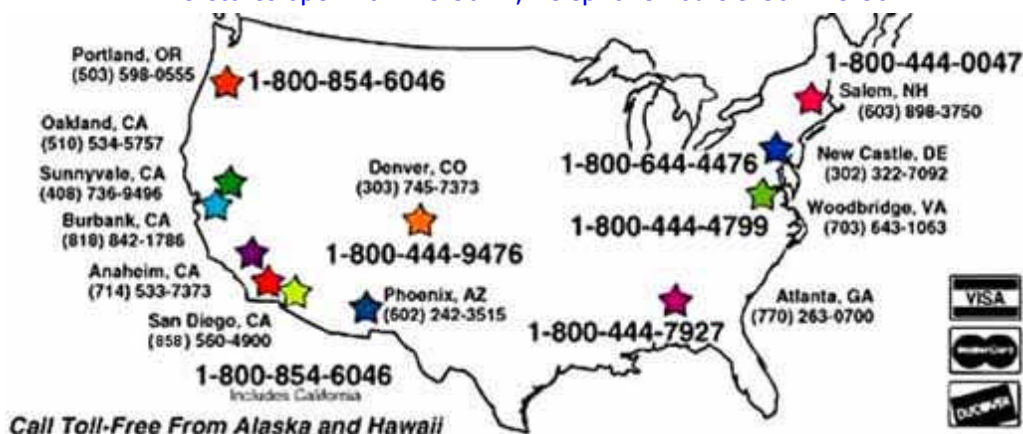 Portland, OR
(503) 598-0555
1-800-854-6046
1-800-444-0047
Salem, NH
(603) 898-3750
Oakland, CA
(510) 534-5757
Sunnyvale, CA
(408) 736-9496
Denver, CO
(303) 745-7373
1-800-644-4476
New Castle, DE
(302) 322-7092
Burbank, CA
(818) 842-1786
1-800-444-9476
1-800-444-4799
Woodbridge, VA
(703) 643-1063
Anaheim, CA
(714) 533-7373
Phoenix, AZ
(602) 242-3515
Atlanta, GA
(770) 263-0700
San Diego, CA
(858) 560-4900
1-800-444-7927
VISA
1-800-854-6046
Includes California
MasterCard
Call Toll-Free From Alaska and Hawaii